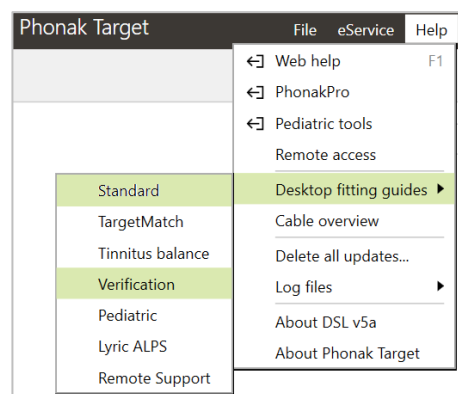 Phonak Target File eService Help
Web help F1
PhonakPro
Pediatric tools
Remote access
Desktop fitting guides
Cable overview
Delete all updates...
Log files
About DSL v5a
About Phonak Target
Standard
TargetMatch
Tinnitus balance
Verification
Pediatric
Lyric ALPS
Remote Support